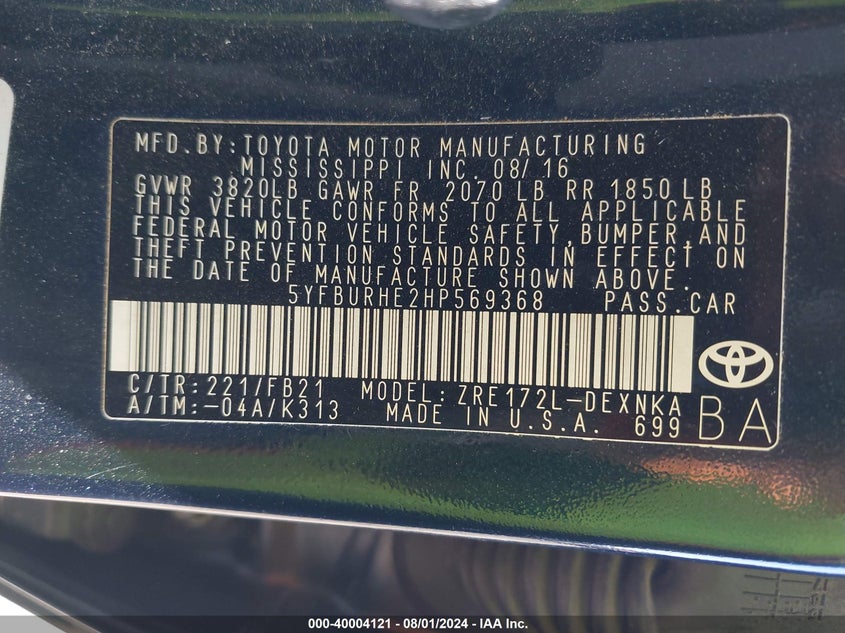 MFD.BY:TOYOTA MOTOR MANUFACTURING
MISSISSIPPI INC. 08/16
GVWR 3820LB GAWR FR 2070 LB RR 1850 LB
THIS VEHICLE CONFORMS TO ALL APPLICABLE
FEDERAL MOTOR VEHICLE SAFETY,BUMPER,AND
THEFT PREVENTION STANDARDS IN EFFECT ON
THE DATE OF MANUFACTURE SHOWN ABOVE.
5YFBURHE2HP569368 PASS.CAR
C/TR:221/FB21 MODEL:ZRE172L-DEXNKA
A/TM:-04A/K313 MADE IN U.S.A. 699 BA
000-40004121 - 08/01/2024 - IAA Inc.